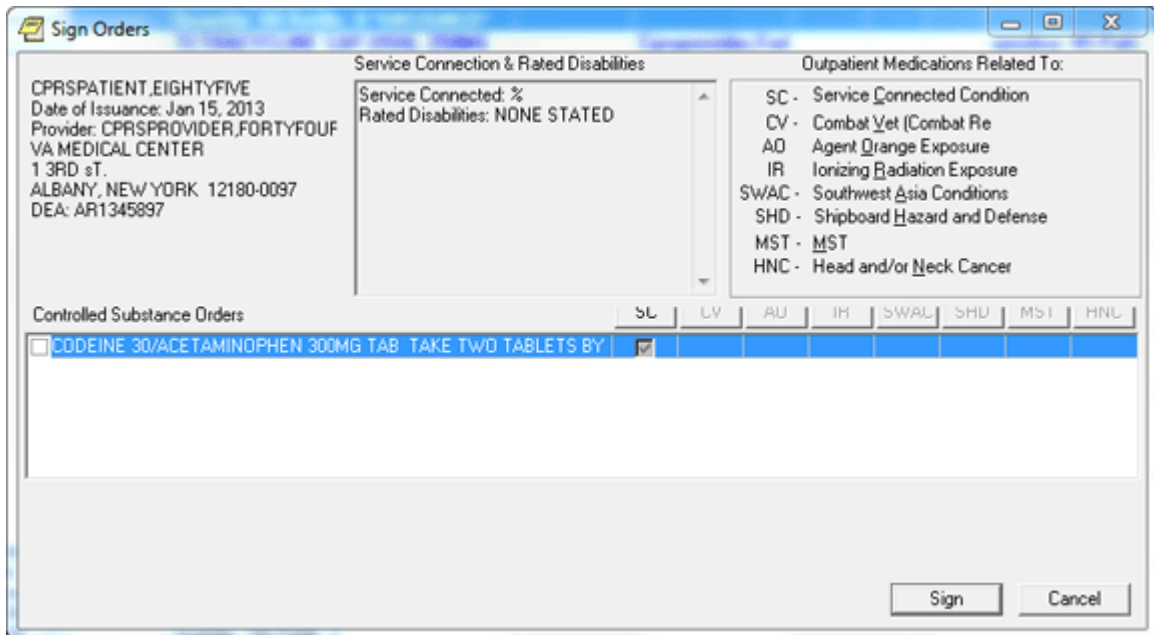 Sign Orders
CPRSPATIENT,EIGHTYFIVE
Date of Issuance: Jan 15, 2013
Provider: CPRSPROVIDER,FORTYFOUF
VA MEDICAL CENTER
1 3RD sT.
ALBANY, NEW YORK 12180-0097
DEA: AR1345897
Service Connection & Rated Disabilities
Service Connected: %
Rated Disabilities: NONE STATED
Outpatient Medications Related To:
SC - Service Connected Condition
CV - Combat Vet (Combat Re
AO Agent Orange Exposure
IR Ionizing Radiation Exposure
SWAC - Southwest Asia Conditions
SHD - Shipboard Hazard and Defense
MST - MST
HNC - Head and/or Neck Cancer
Controlled Substance Orders SC CV AO IR SWAC SHD MST HNC
CODEINE 30/ACETAMINOPHEN 300MG TAB TAKE TWO TABLETS BY
Sign Cancel